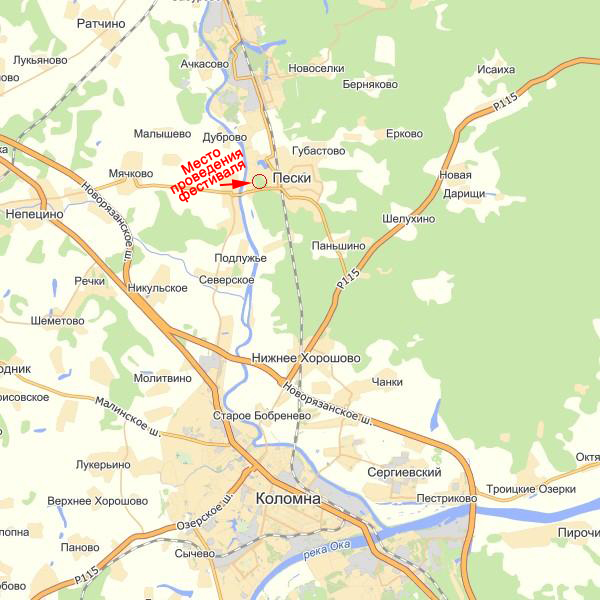 Ратчино
Лукьяново
Ачкасово
Новоселки
Берняково
Исаиха
Р115
Малышево
Дуброво
Губастово
Ерково
Место
проведения
фестиваля
Мячково
Пески
Новая
Дарищи
Новорязанское ш.
Непецино
Шелухино
Паньшино
Подлужье
Северское
Речки
Никульское
Р115
Шеметово
Нижнее Хорошово
Молитвино
Чанки
Новорязанское ш.
Малинское ш.
Старое Бобренево
Лукерьино
Сергиевский
Октя
Троицкие Озерки
Верхнее Хорошово
Коломна
Пестриково
Озерское ш.
Пирочи
Паново
Сычево
река Ока
Р115